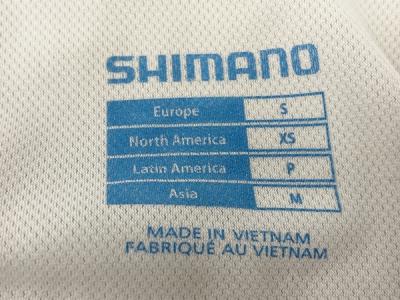 SHIMANO
Europe S
North America XS
Latin America P
Asia M
MADE IN VIETNAM
FABRIQUÉ AU VIETNAM